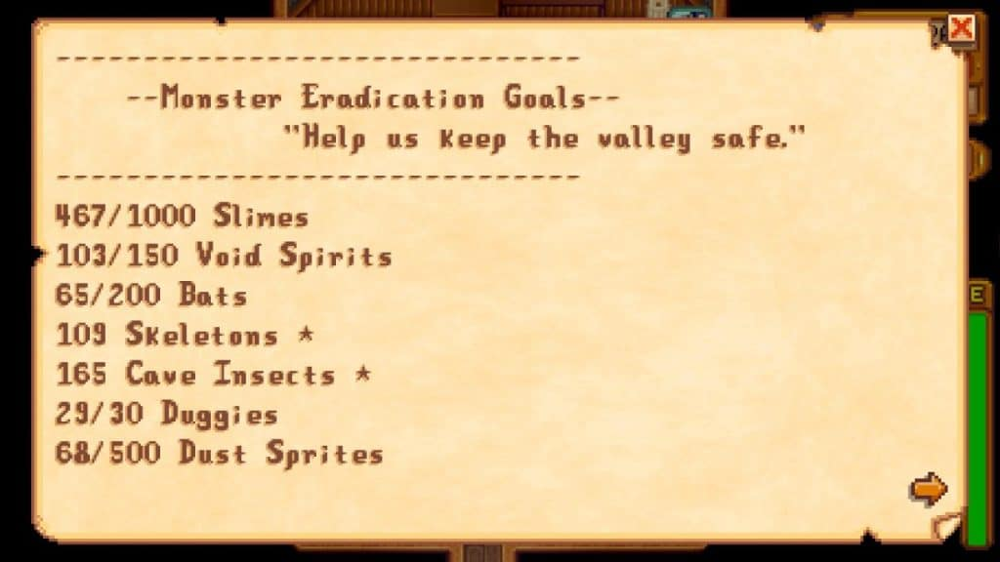 --------------------------------
--Monster Eradication Goals--
"Help us keep the valley safe."
--------------------------------
467/1000 Slimes
103/150 Void Spirits
65/200 Bats
109 Skeletons *
165 Cave Insects *
29/30 Duggies
68/500 Dust Sprites
E